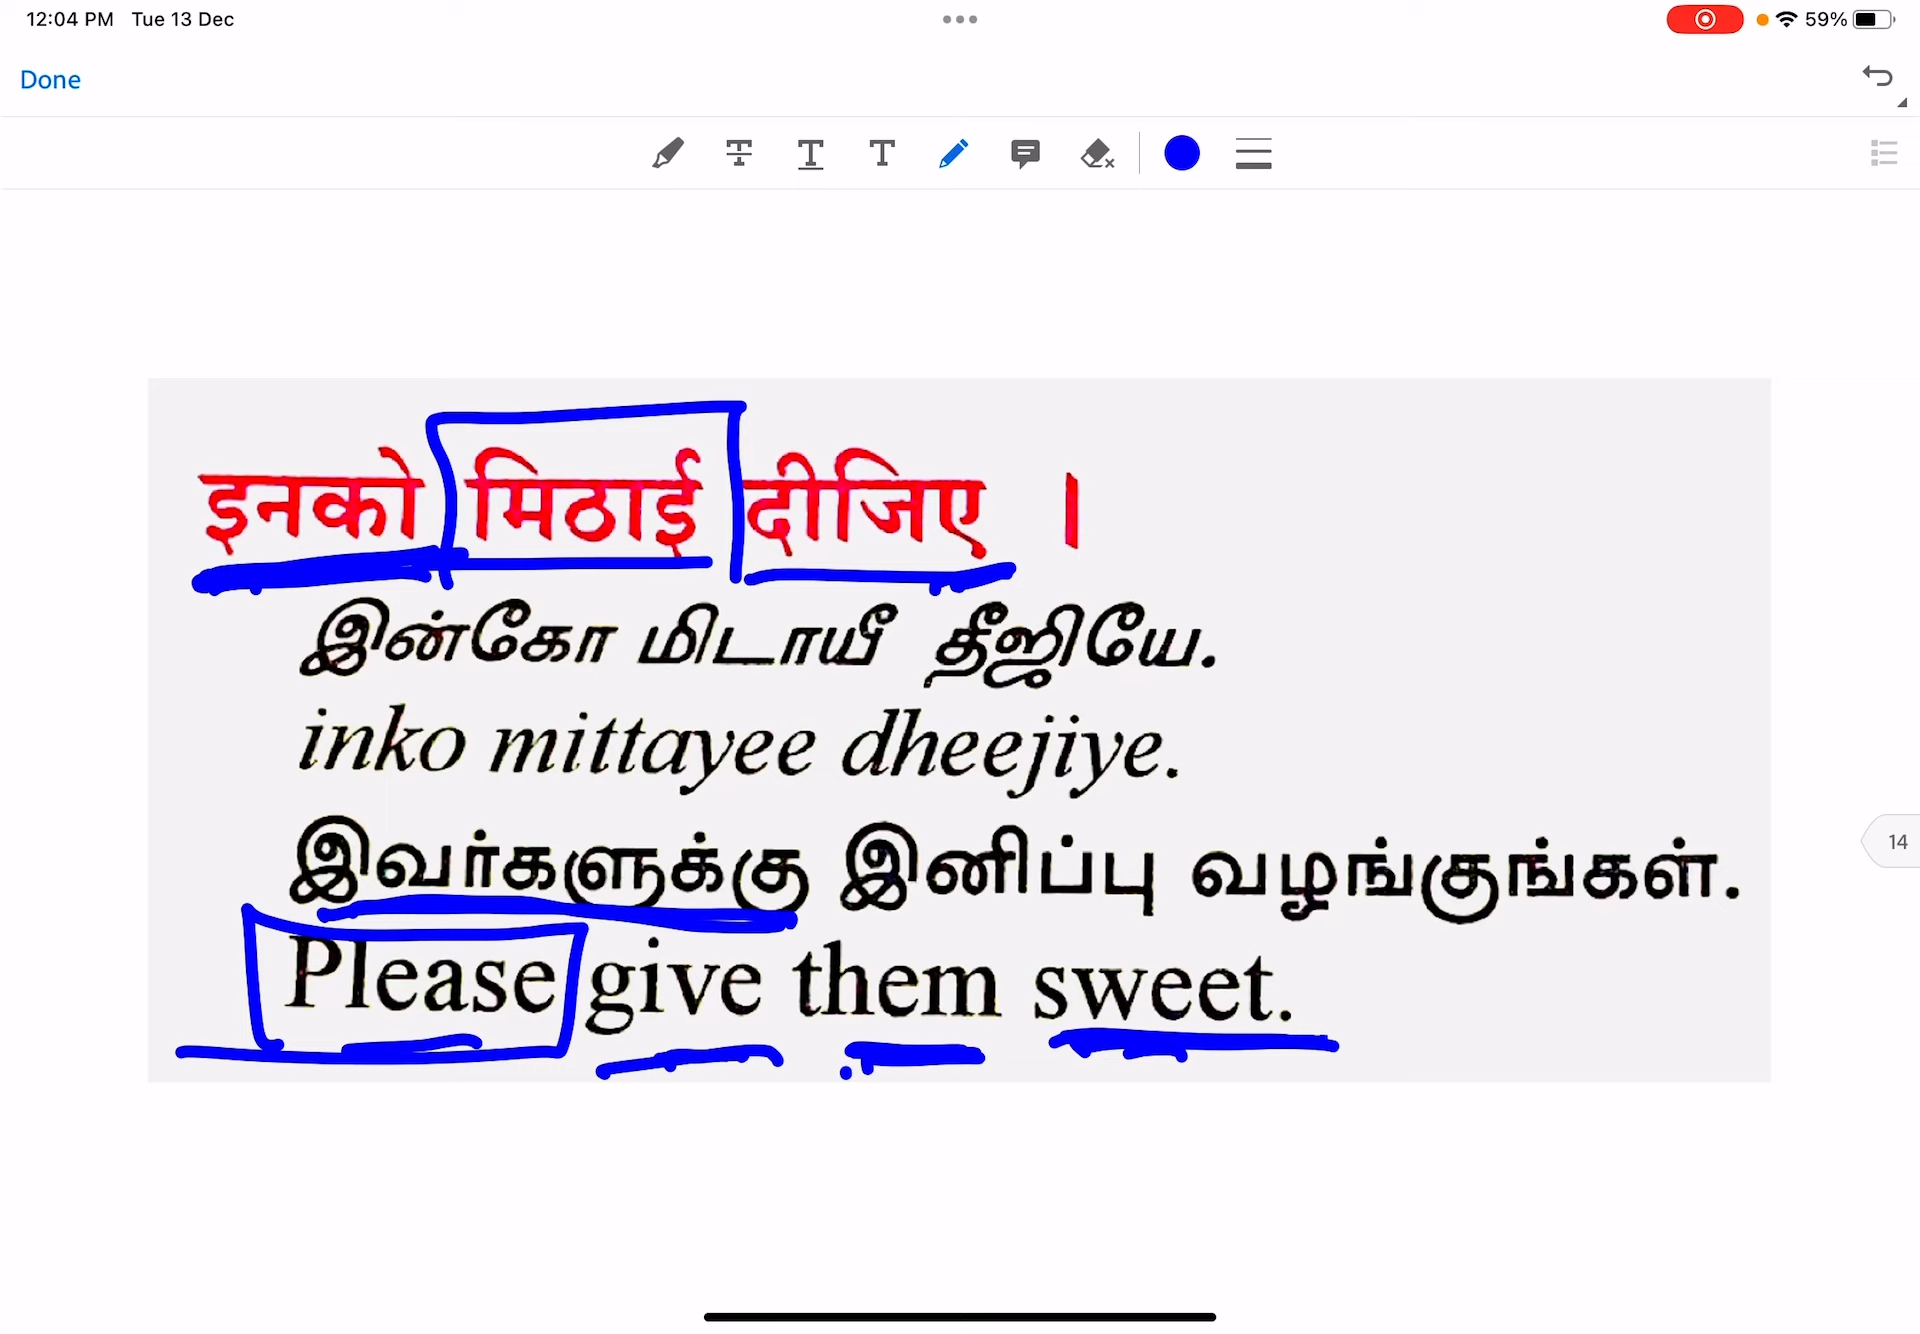 12:04 PM Tue 13 Dec
59%
Done
इनको मिठाई दीजिए ।
இன்கோ மிடாயீ தீஜியே.
inko mittayee dheejiye.
இவர்களுக்கு இனிப்பு வழங்குங்கள்.
14
Please give them sweet.